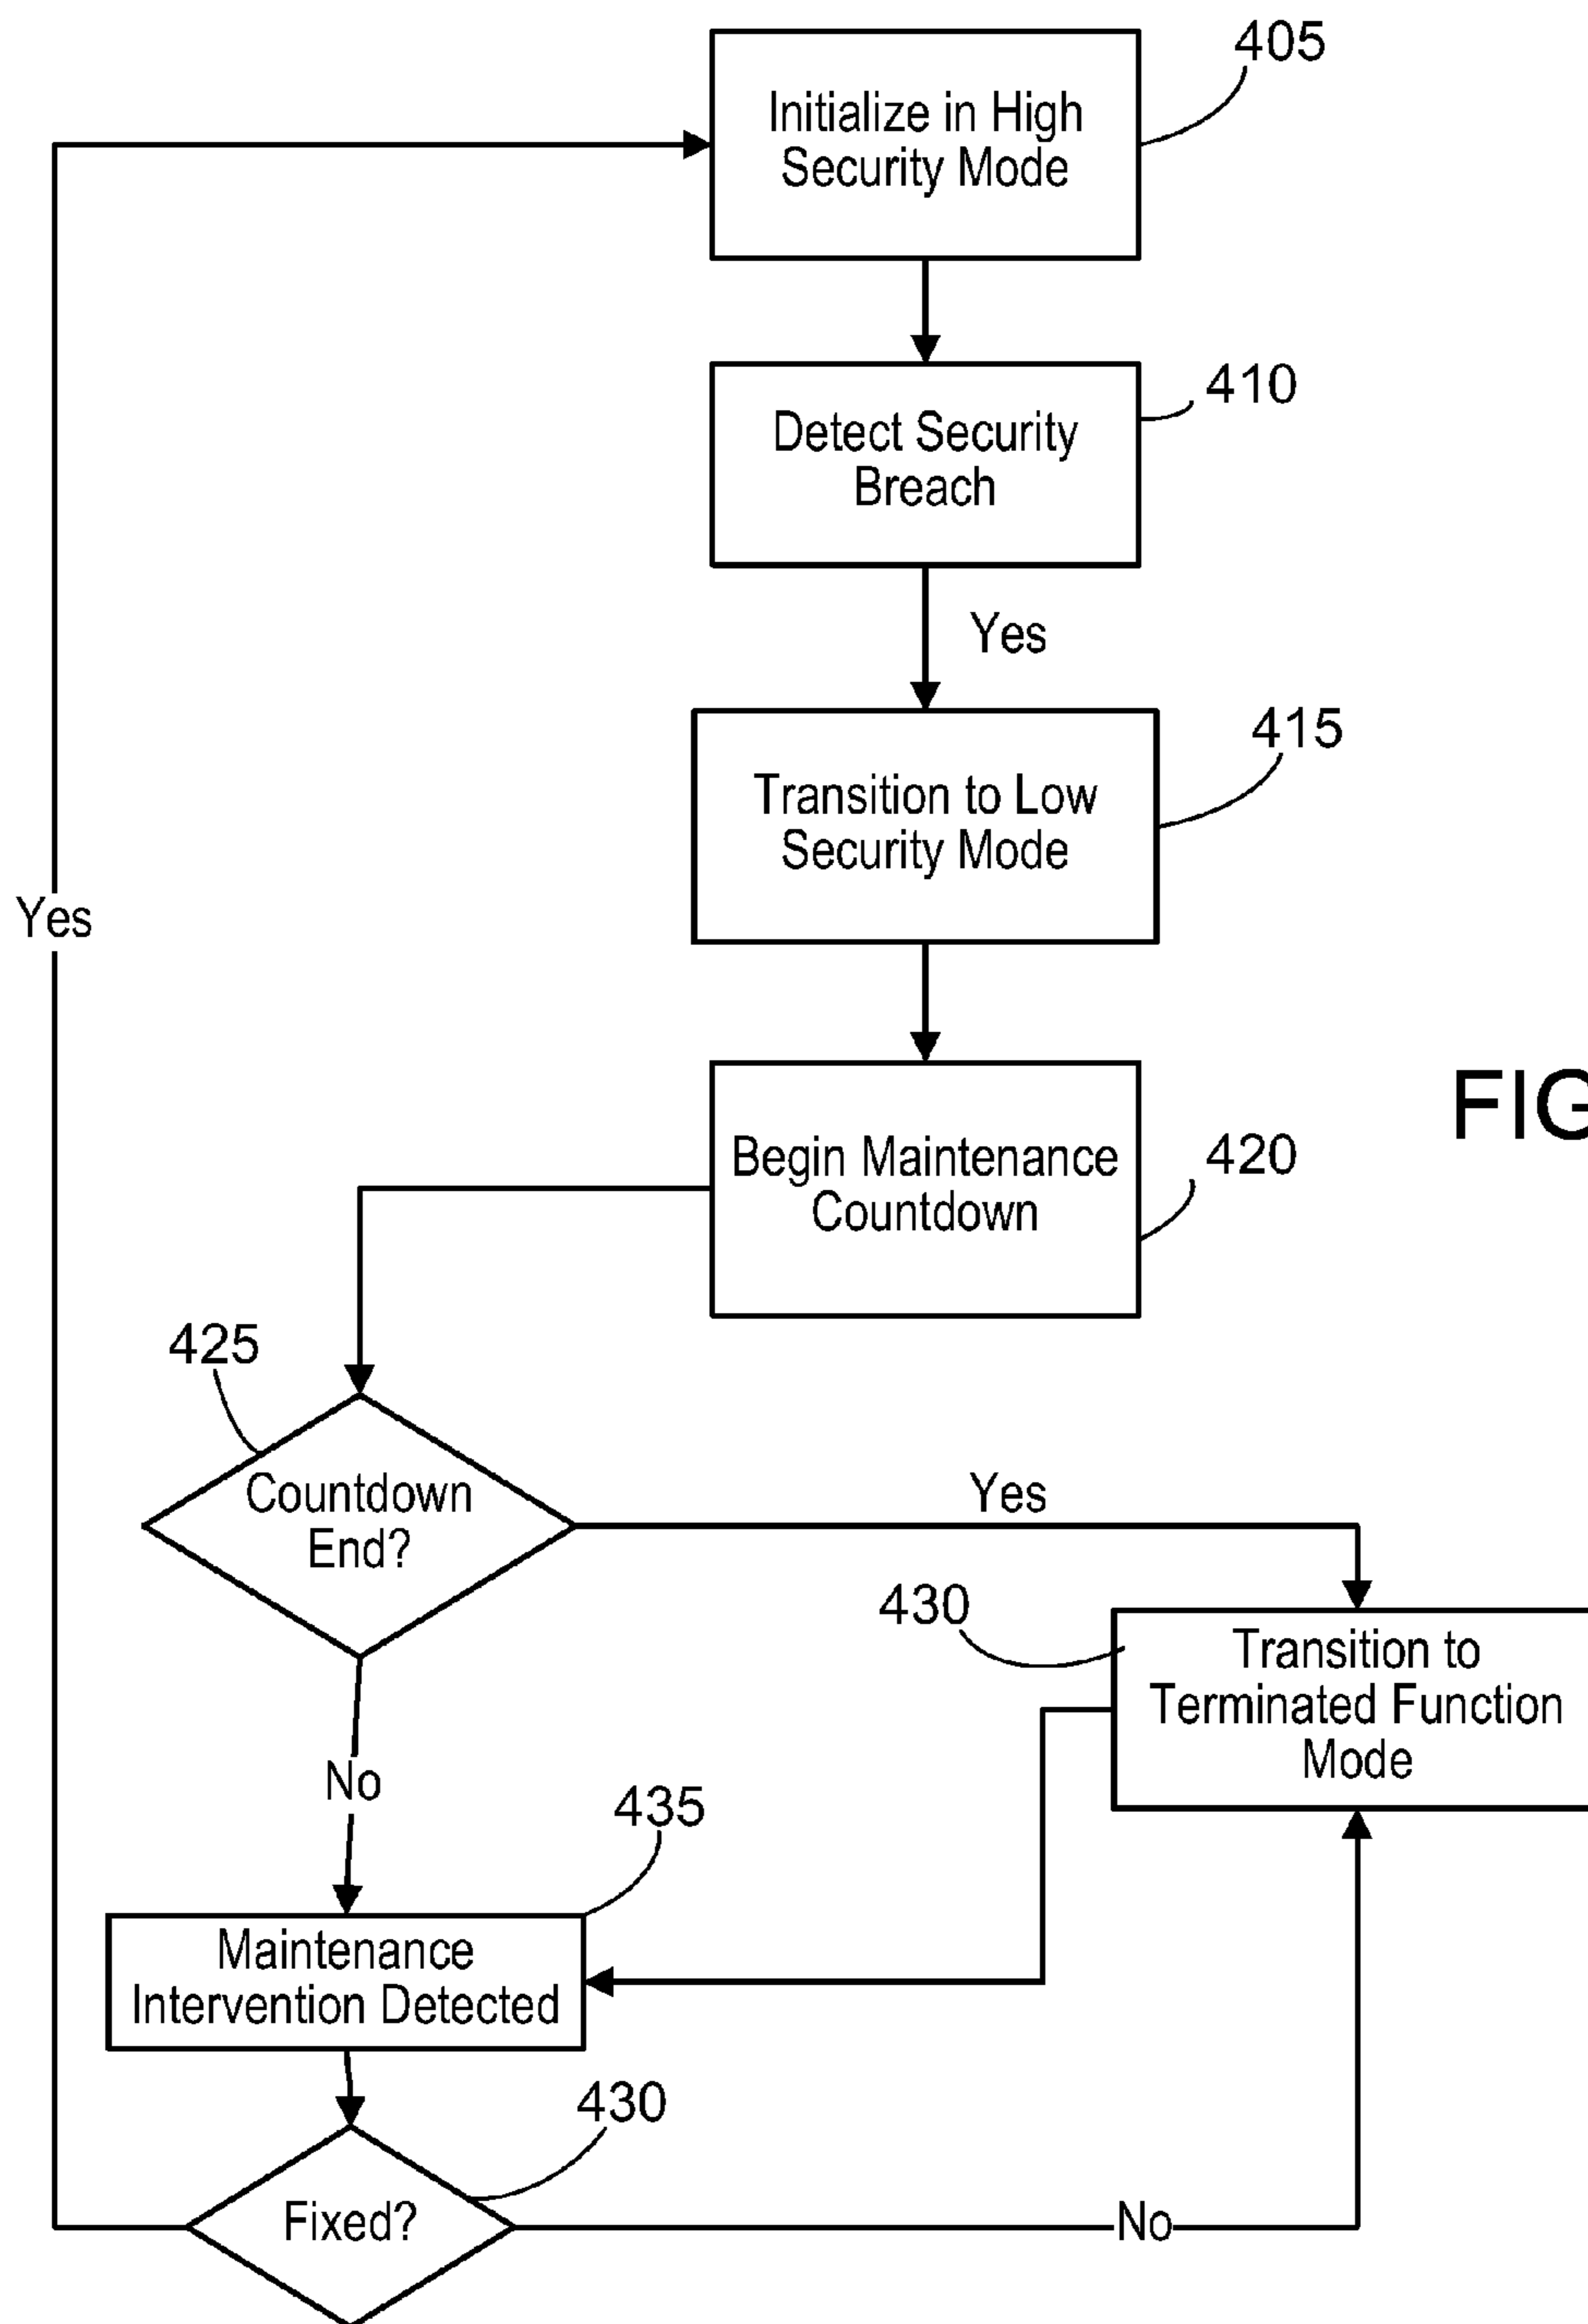 405
Initialize in High
Security Mode
410
Detect Security
Breach
Yes
415
Transition to Low
Security Mode
Yes
FIG
420
Begin Maintenance
Countdown
425
Countdown
End?
Yes
430
Transition to
Terminated Function
Mode
No
435
Maintenance
Intervention Detected
430
Fixed?
No